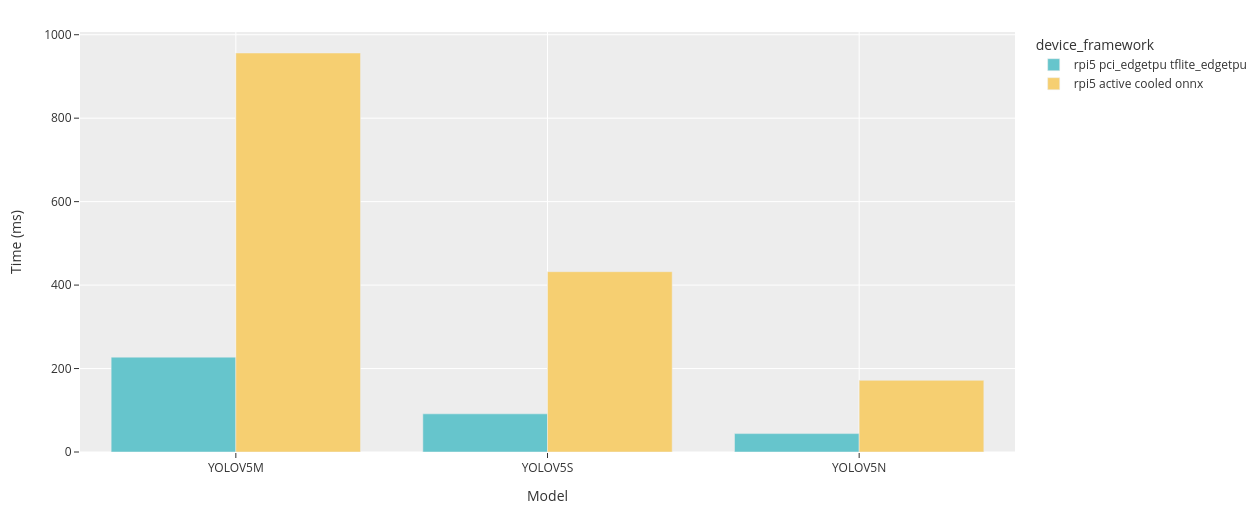 device_framework
rpi5 pci_edgetpu tflite_edgetpu
rpi5 active cooled onnx
Time (ms)
1000
800
600
400
200
0
YOLOV5M
YOLOV5S
YOLOV5N
Model